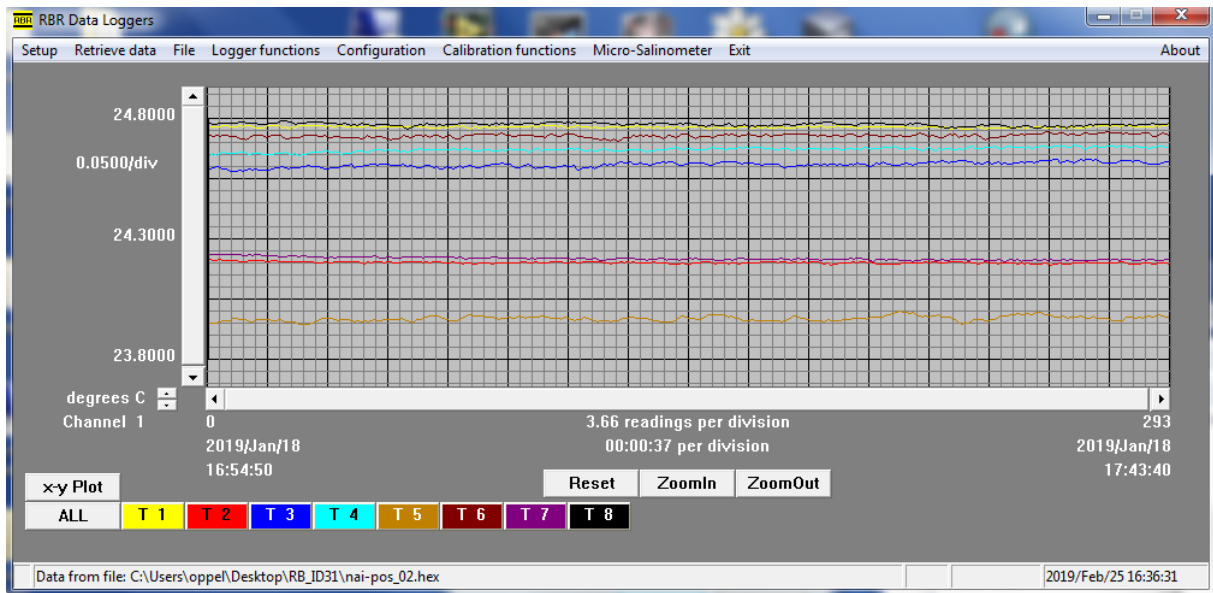 RBR RBR Data Loggers
Setup Retrieve data File Logger functions Configuration Calibration functions Micro-Salinometer Exit About
24.8000
0.0500/div
24.3000
23.8000
degrees C
Channel 1 0 3.66 readings per division 293
2019/Jan/18 00:00:37 per division 2019/Jan/18
16:54:50 17:43:40
x-y Plot Reset ZoomIn ZoomOut
ALL T 1 T 2 T 3 T 4 T 5 T 6 T 7 T 8
Data from file: C:\Users\oppel\Desktop\RB_ID31\nai-pos_02.hex 2019/Feb/25 16:36:31